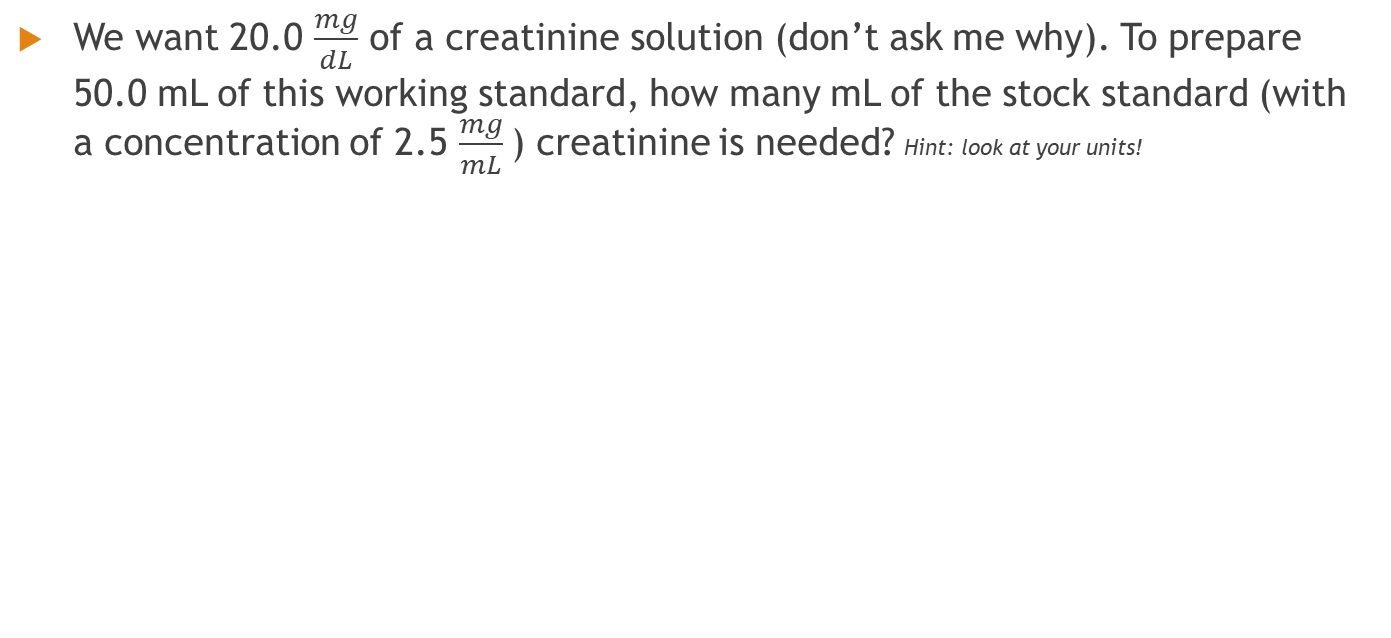 We want 20.0 mg/dL of a creatinine solution (don’t ask me why). To prepare
50.0 mL of this working standard, how many mL of the stock standard (with
a concentration of 2.5 mg/mL ) creatinine is needed? Hint: look at your units!